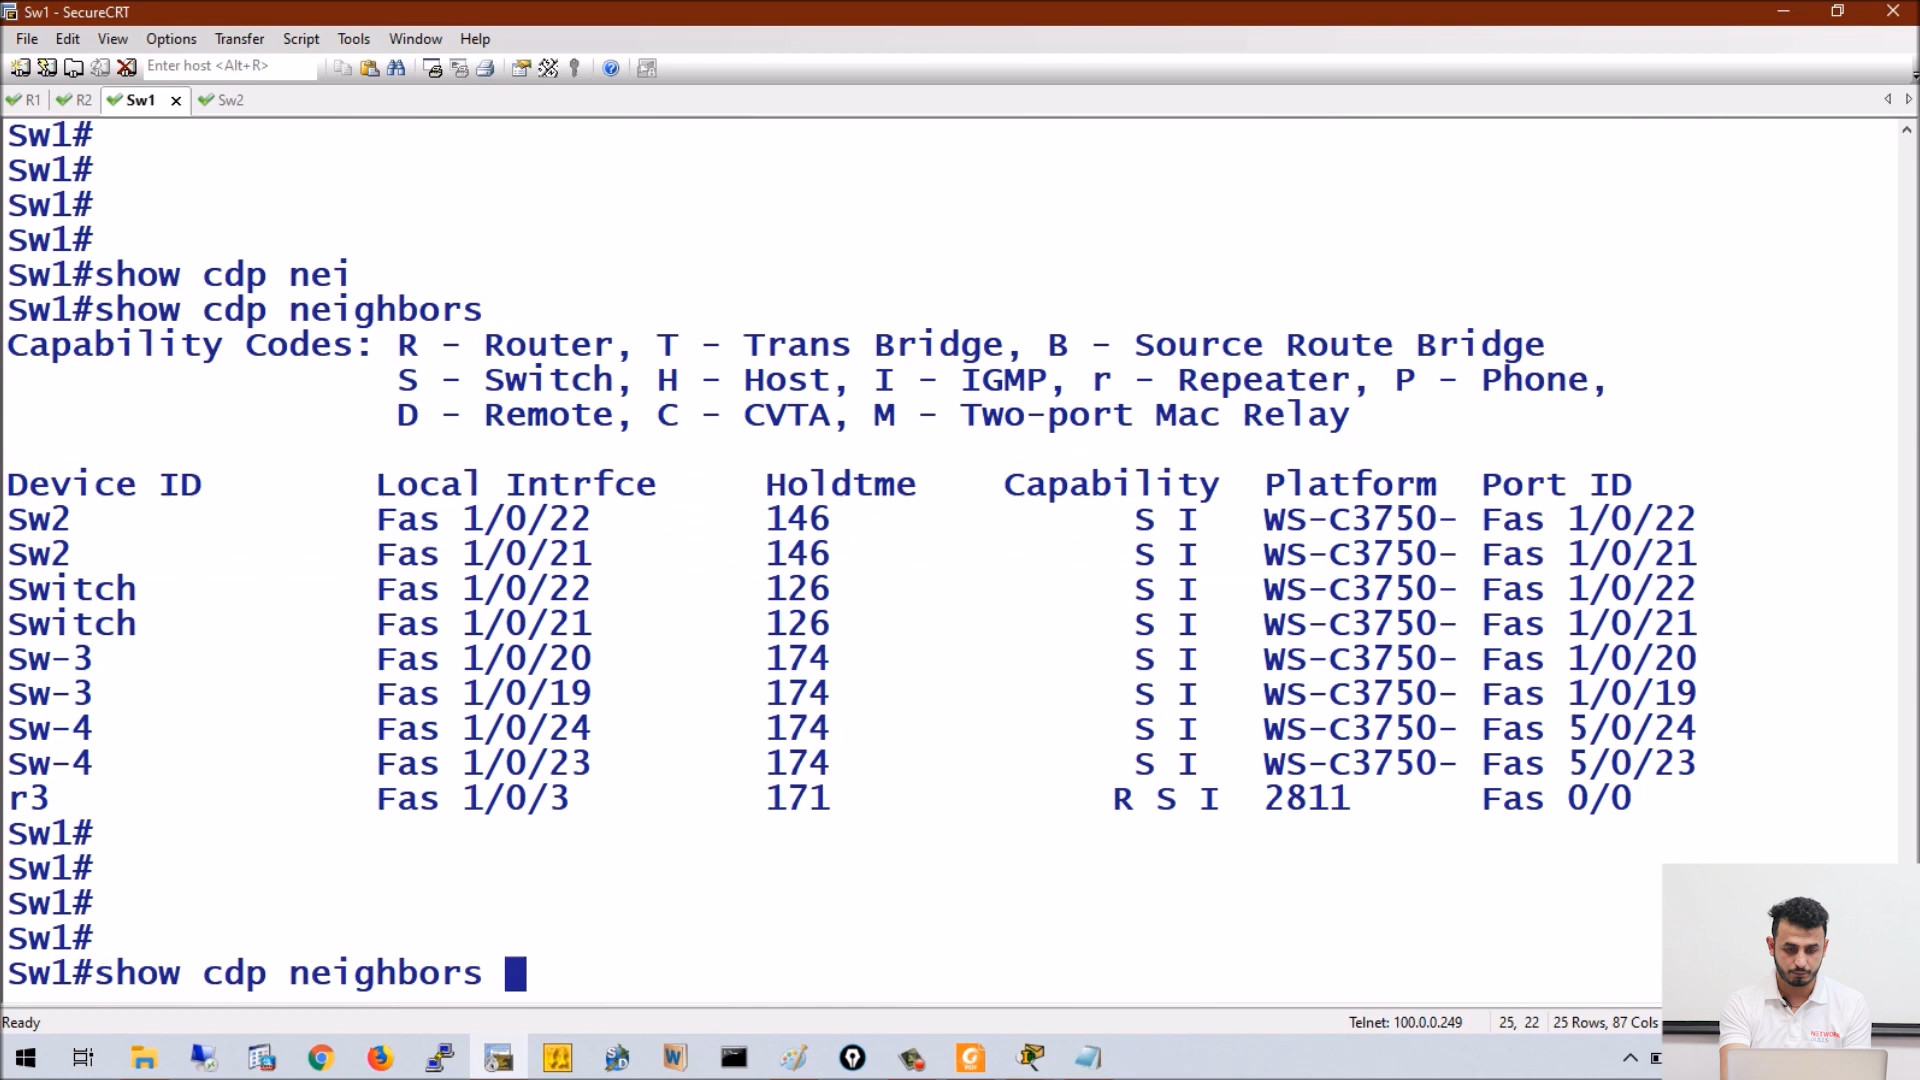 Sw1 - SecureCRT
File Edit View Options Transfer Script Tools Window Help
Enter host <Alt+R>
R1 R2 Sw1 Sw2
Sw1#
Sw1#
Sw1#
Sw1#
Sw1#show cdp nei
Sw1#show cdp neighbors
Capability Codes: R - Router, T - Trans Bridge, B - Source Route Bridge
S - Switch, H - Host, I - IGMP, r - Repeater, P - Phone,
D - Remote, C - CVTA, M - Two-port Mac Relay
Device ID Local Intrfce Holdtme Capability Platform Port ID
Sw2 Fas 1/0/22 146 S I WS-C3750- Fas 1/0/22
Sw2 Fas 1/0/21 146 S I WS-C3750- Fas 1/0/21
Switch Fas 1/0/22 126 S I WS-C3750- Fas 1/0/22
Switch Fas 1/0/21 126 S I WS-C3750- Fas 1/0/21
Sw-3 Fas 1/0/20 174 S I WS-C3750- Fas 1/0/20
Sw-3 Fas 1/0/19 174 S I WS-C3750- Fas 1/0/19
Sw-4 Fas 1/0/24 174 S I WS-C3750- Fas 5/0/24
Sw-4 Fas 1/0/23 174 S I WS-C3750- Fas 5/0/23
r3 Fas 1/0/3 171 R S I 2811 Fas 0/0
Sw1#
Sw1#
Sw1#
Sw1#
Sw1#show cdp neighbors
Ready Telnet: 100.0.0.249 25, 22 25 Rows, 87 Cols